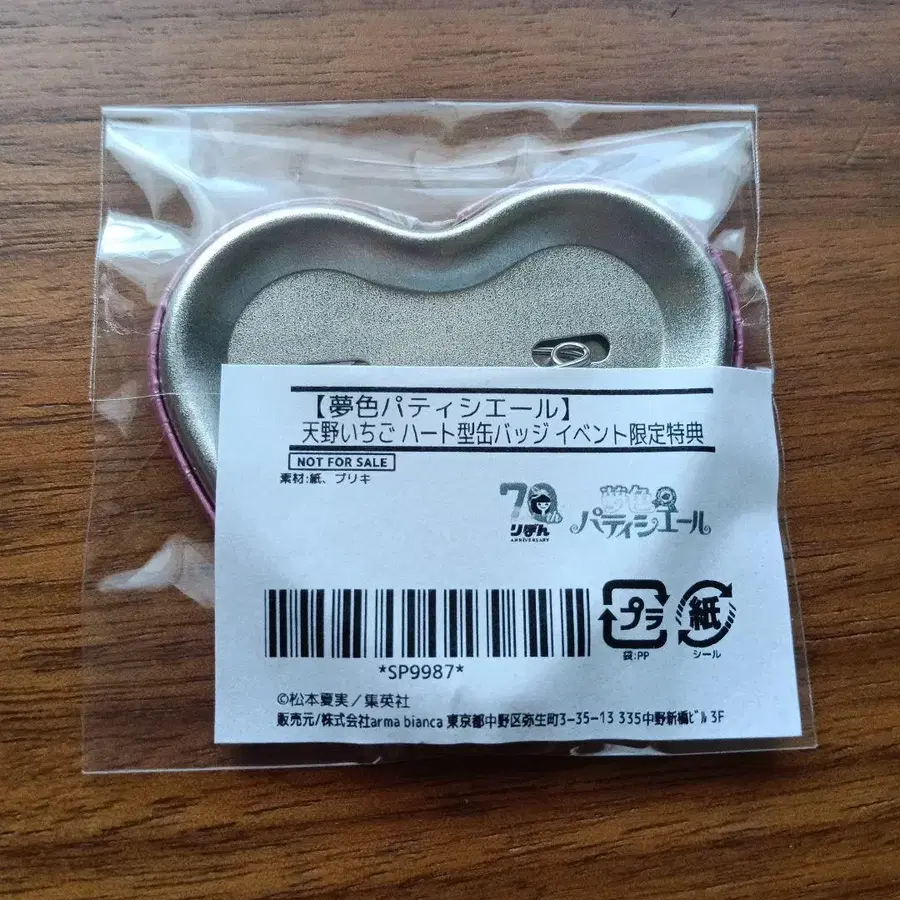 【夢色パティシエール】
天野いちご ハート型缶バッジ イベント限定特典
NOT FOR SALE
素材:紙、ブリキ
70th
りぼん
ANNIVERSARY
夢色
パティシエール
プラ
袋:PP
紙
シール
*SP9987*
©松本夏実/集英社
販売元/株式会社arma bianca 東京都中野区弥生町3-35-13 335中野新橋ﾋﾞﾙ3F